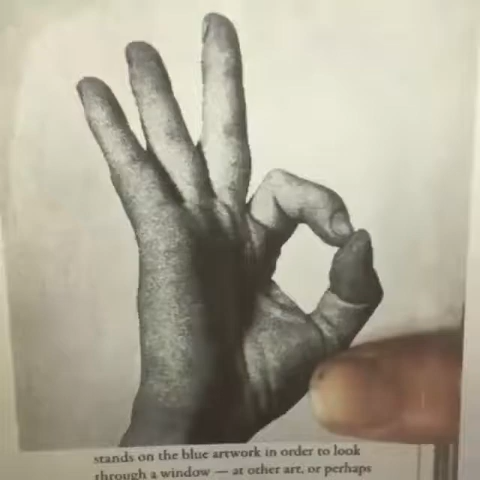 stands on the blue artwork in order to look
through a window — at other art, or perhaps